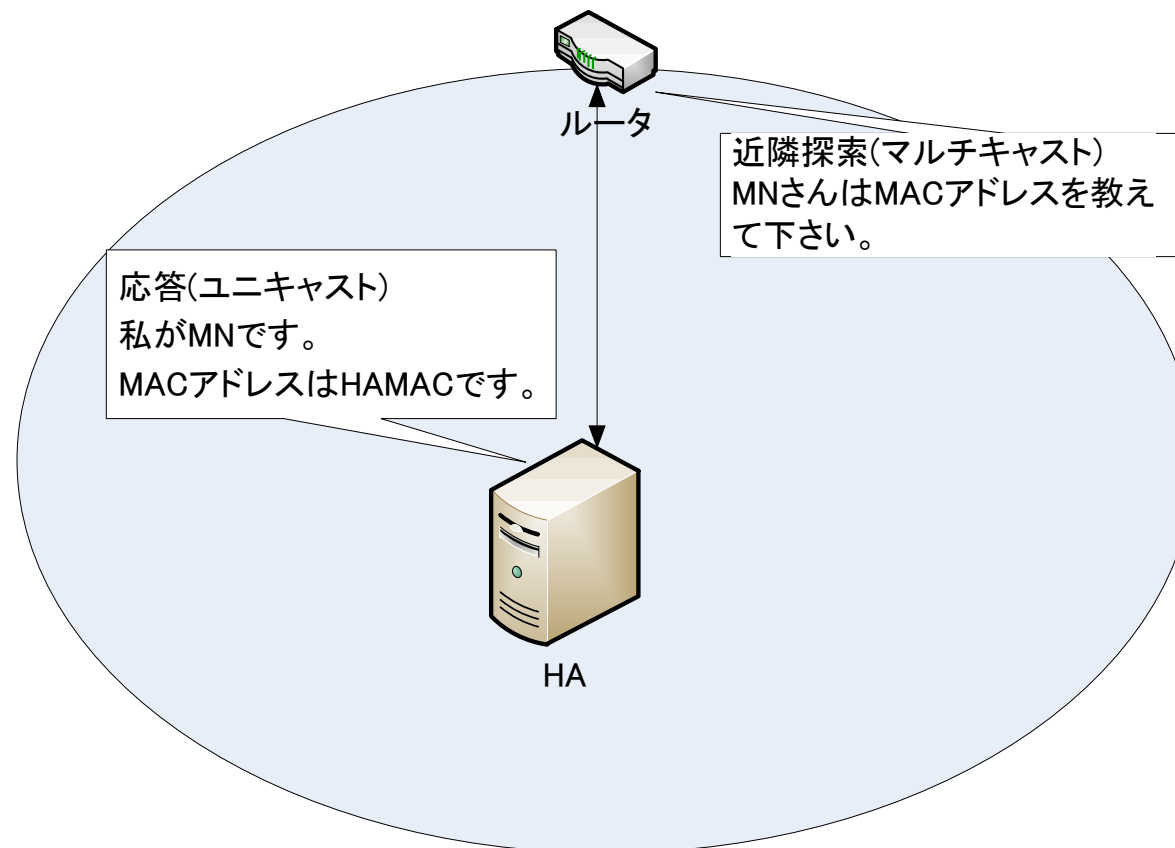 ルータ
近隣探索(マルチキャスト)
MNさんはMACアドレスを教え
て下さい。
応答(ユニキャスト)
私がMNです。
MACアドレスはHAMACです。
HA